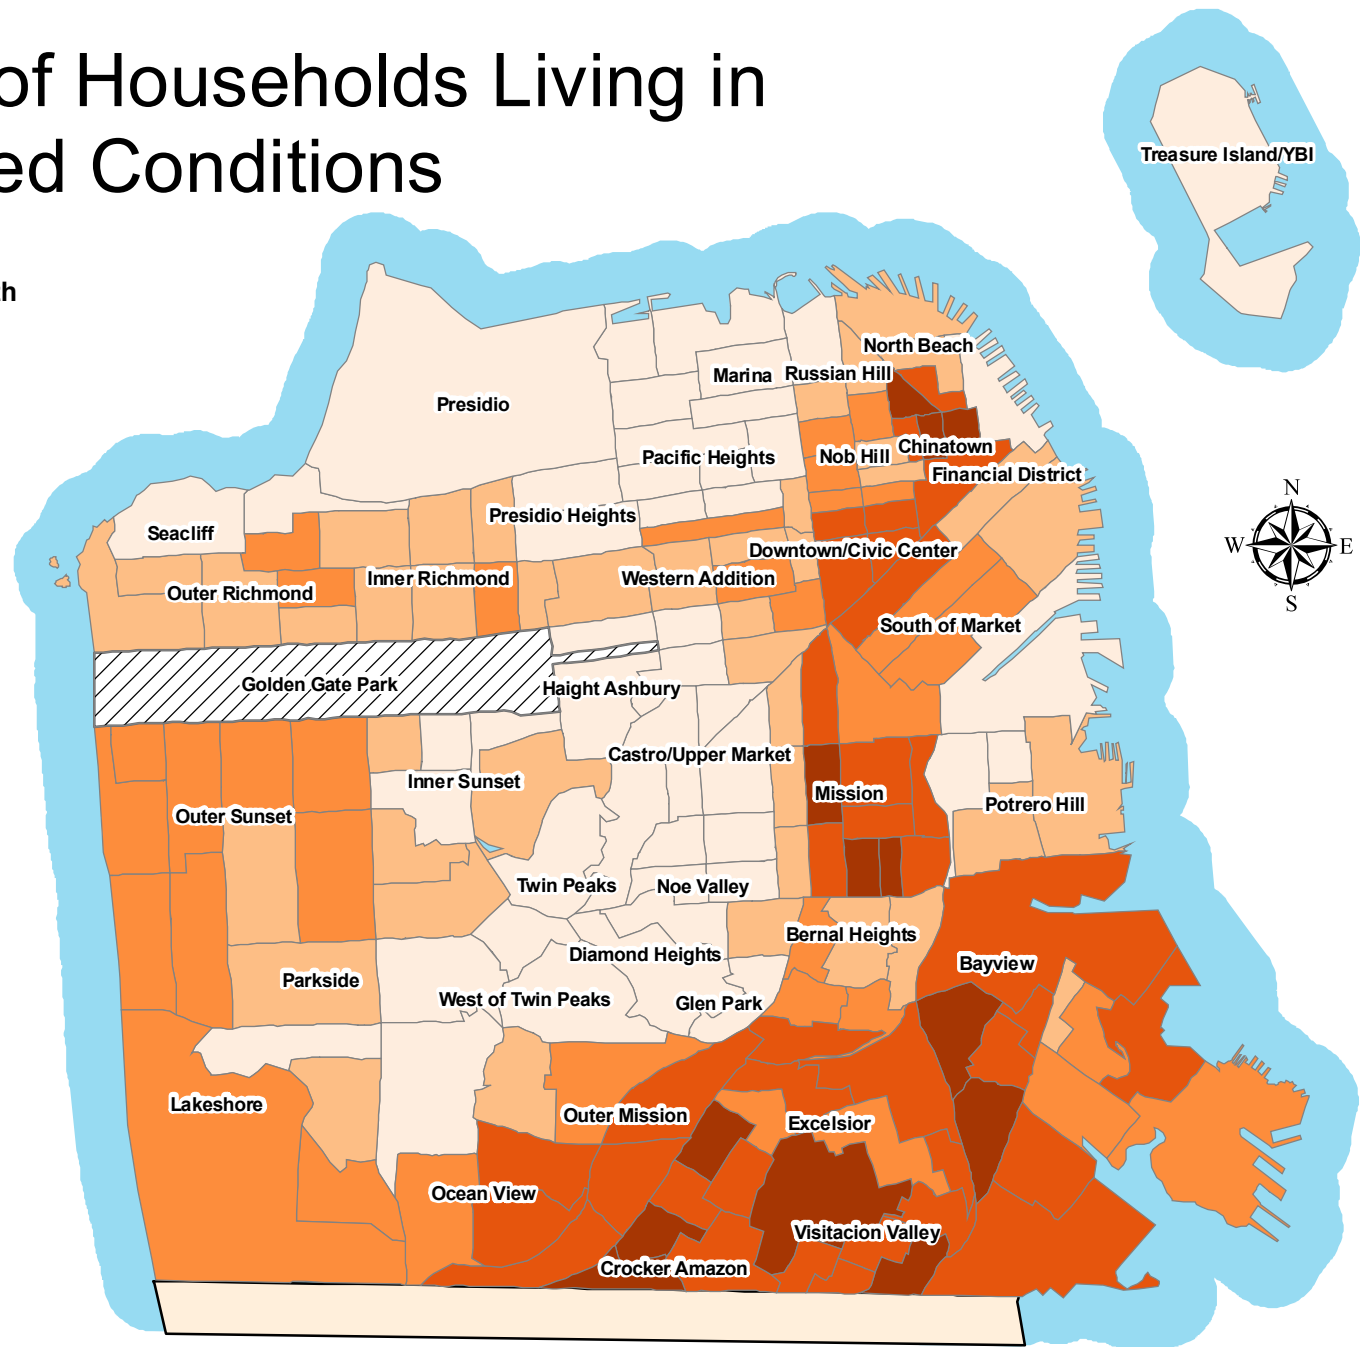 of Households Living in
ed Conditions
th
Treasure Island/YBI
North Beach
Marina
Russian Hill
Presidio
Chinatown
Pacific Heights
Nob Hill
Financial District
N
W
E
S
Presidio Heights
Seacliff
Downtown/Civic Center
Inner Richmond
Western Addition
Outer Richmond
South of Market
Golden Gate Park
Haight Ashbury
Castro/Upper Market
Inner Sunset
Mission
Potrero Hill
Outer Sunset
Twin Peaks
Noe Valley
Bernal Heights
Diamond Heights
Bayview
Parkside
West of Twin Peaks
Glen Park
Lakeshore
Outer Mission
Excelsior
Ocean View
Visitacion Valley
Crocker Amazon